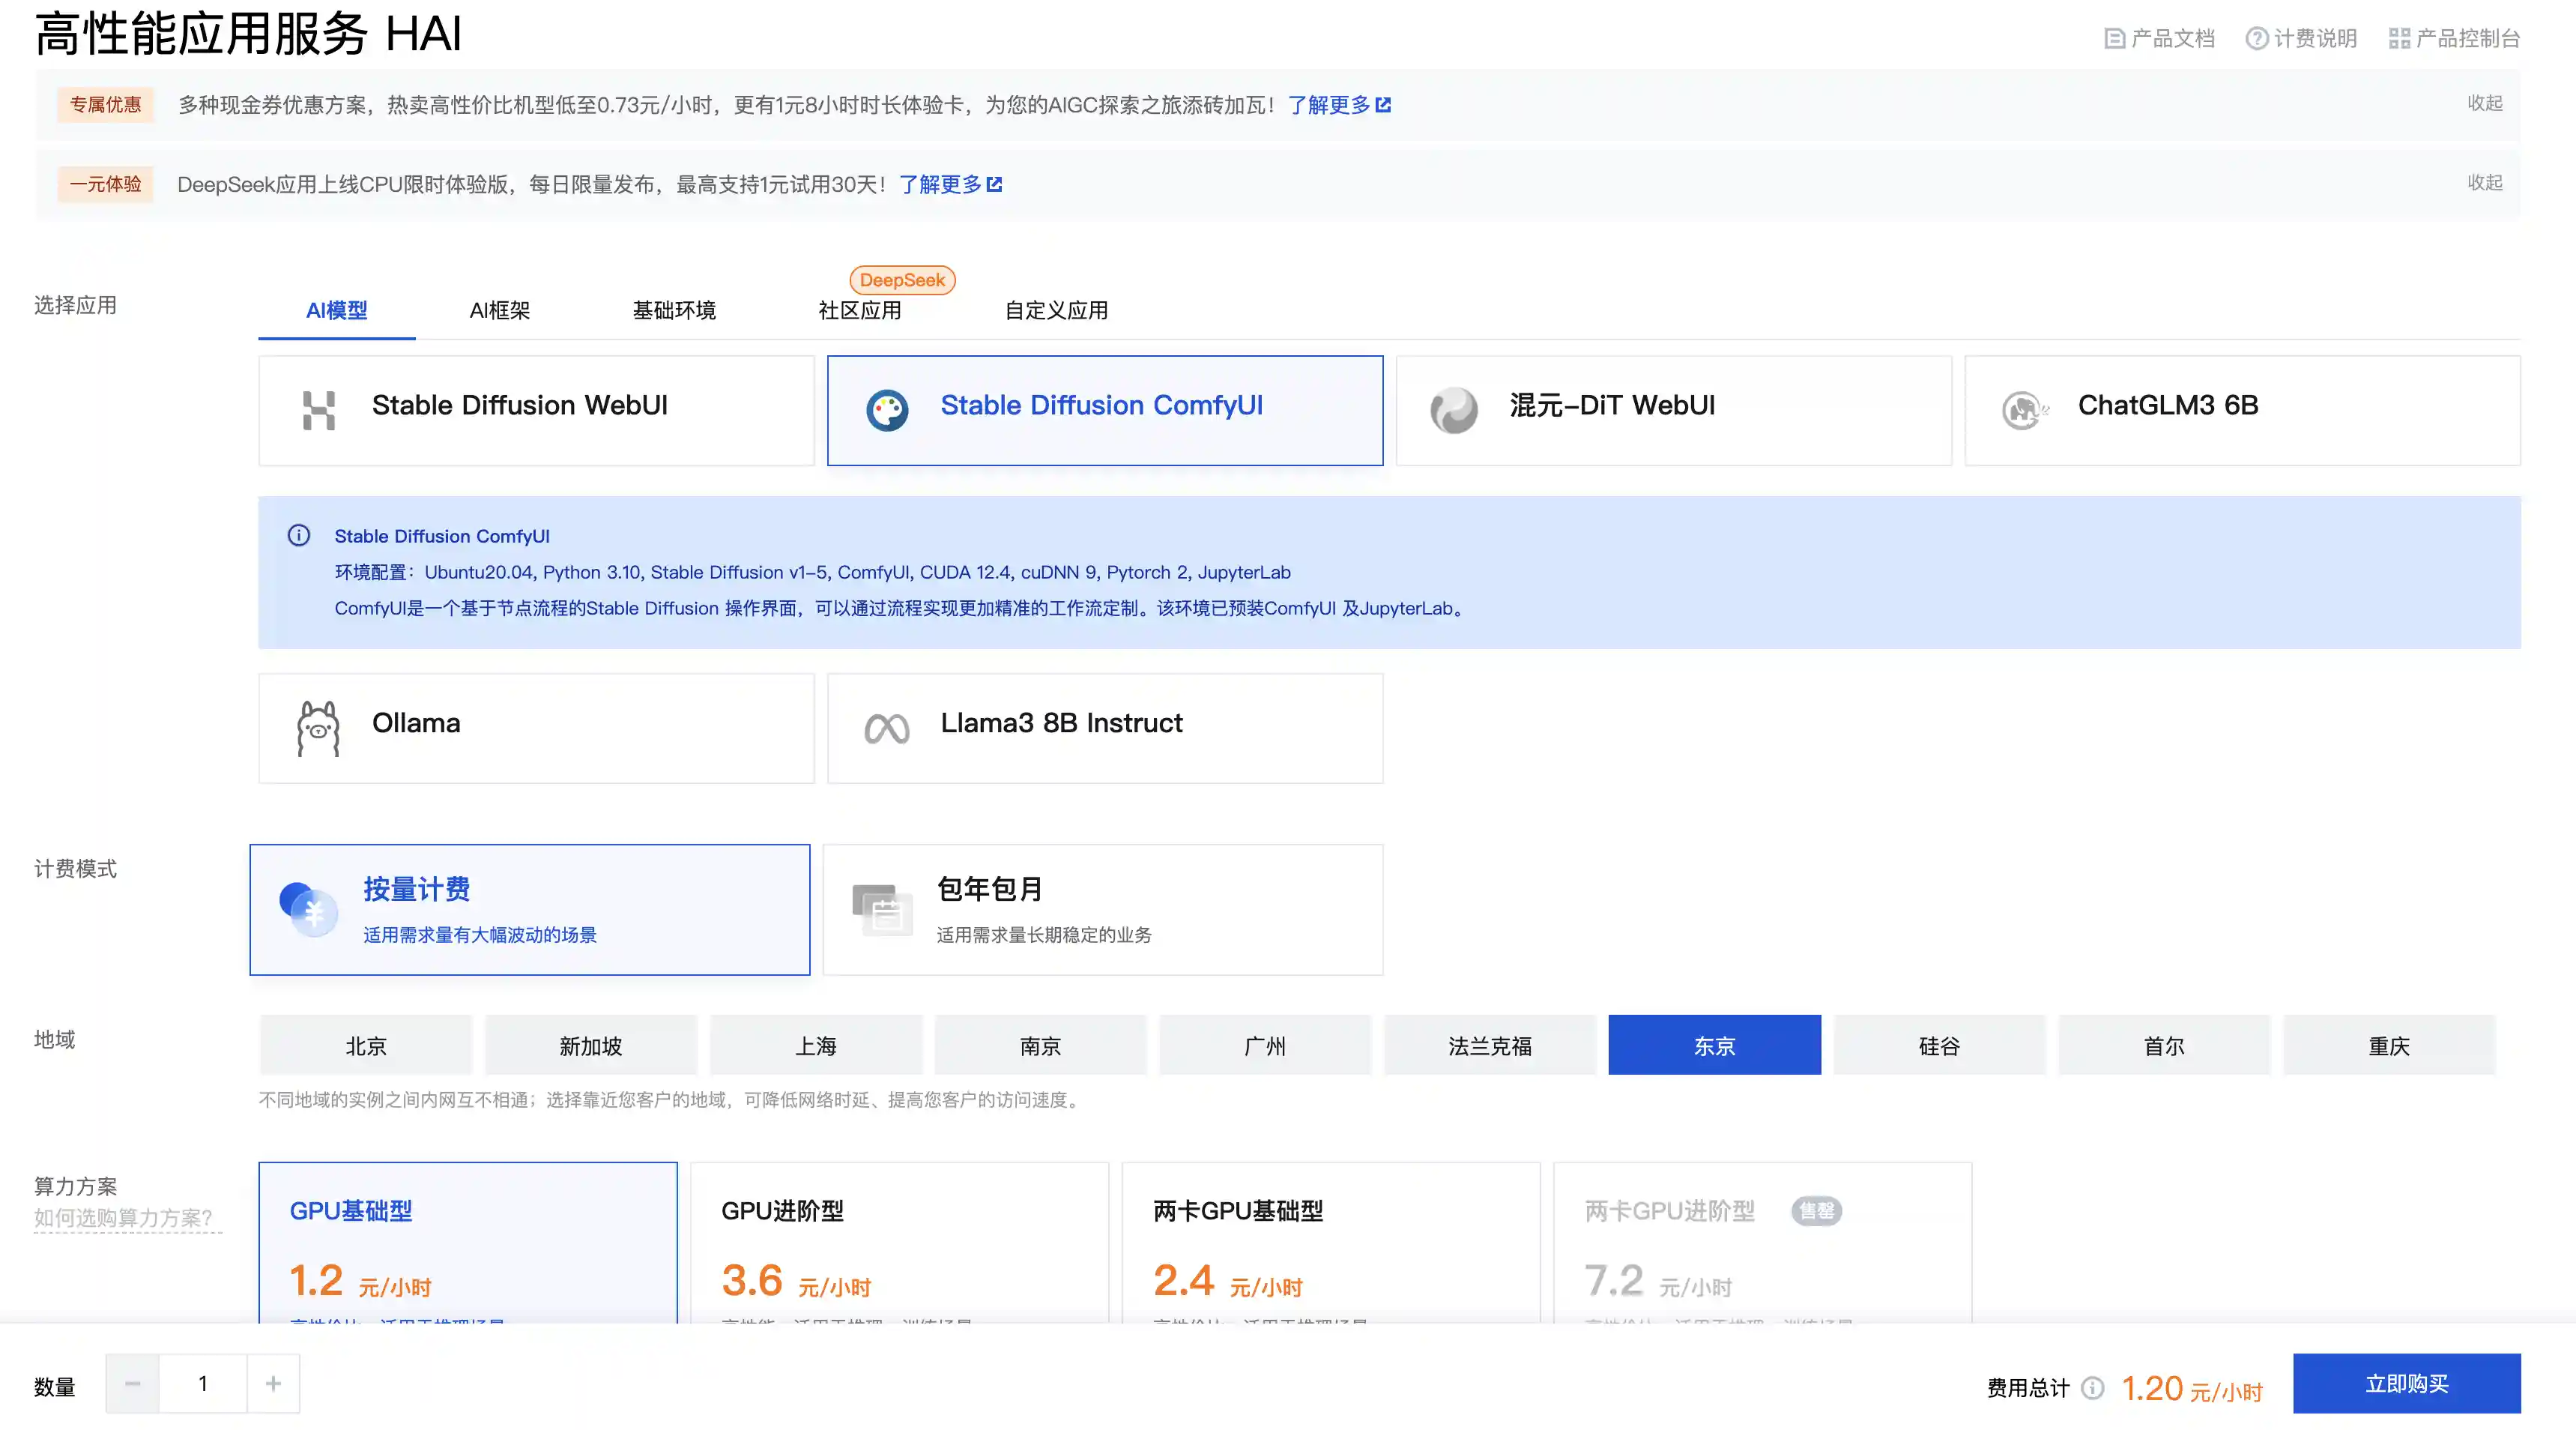 高性能应用服务 HAI
产品文档 计费说明 产品控制台
专属优惠 多种现金券优惠方案，热卖高性价比机型低至0.73元/小时，更有1元8小时时长体验卡，为您的AIGC探索之旅添砖加瓦！了解更多 收起
一元体验 DeepSeek应用上线CPU限时体验版，每日限量发布，最高支持1元试用30天！了解更多 收起
DeepSeek
选择应用 AI模型 AI框架 基础环境 社区应用 自定义应用
Stable Diffusion WebUI Stable Diffusion ComfyUI 混元-DiT WebUI ChatGLM3 6B
Stable Diffusion ComfyUI
环境配置：Ubuntu20.04, Python 3.10, Stable Diffusion v1-5, ComfyUI, CUDA 12.4, cuDNN 9, Pytorch 2, JupyterLab
ComfyUI是一个基于节点流程的Stable Diffusion 操作界面，可以通过流程实现更加精准的工作流定制。该环境已预装ComfyUI 及JupyterLab。
Ollama Llama3 8B Instruct
计费模式 按量计费 包年包月
适用需求量有大幅波动的场景 适用需求量长期稳定的业务
地域 北京 新加坡 上海 南京 广州 法兰克福 东京 硅谷 首尔 重庆
不同地域的实例之间内网互不相通；选择靠近您客户的地域，可降低网络时延、提高您客户的访问速度。
算力方案 GPU基础型 GPU进阶型 两卡GPU基础型 两卡GPU进阶型 售罄
如何选购算力方案？
1.2 元/小时 3.6 元/小时 2.4 元/小时 7.2 元/小时
数量 1 费用总计 1.20 元/小时 立即购买